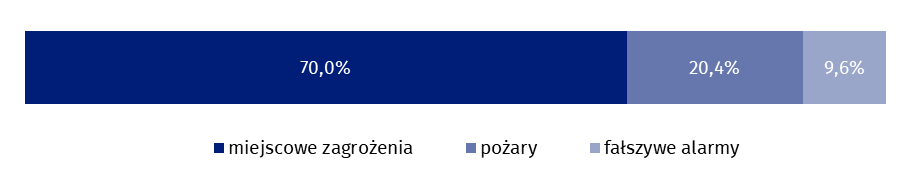 70,0% 20,4% 9,6%
miejscowe zagrożenia pożary fałszywe alarmy